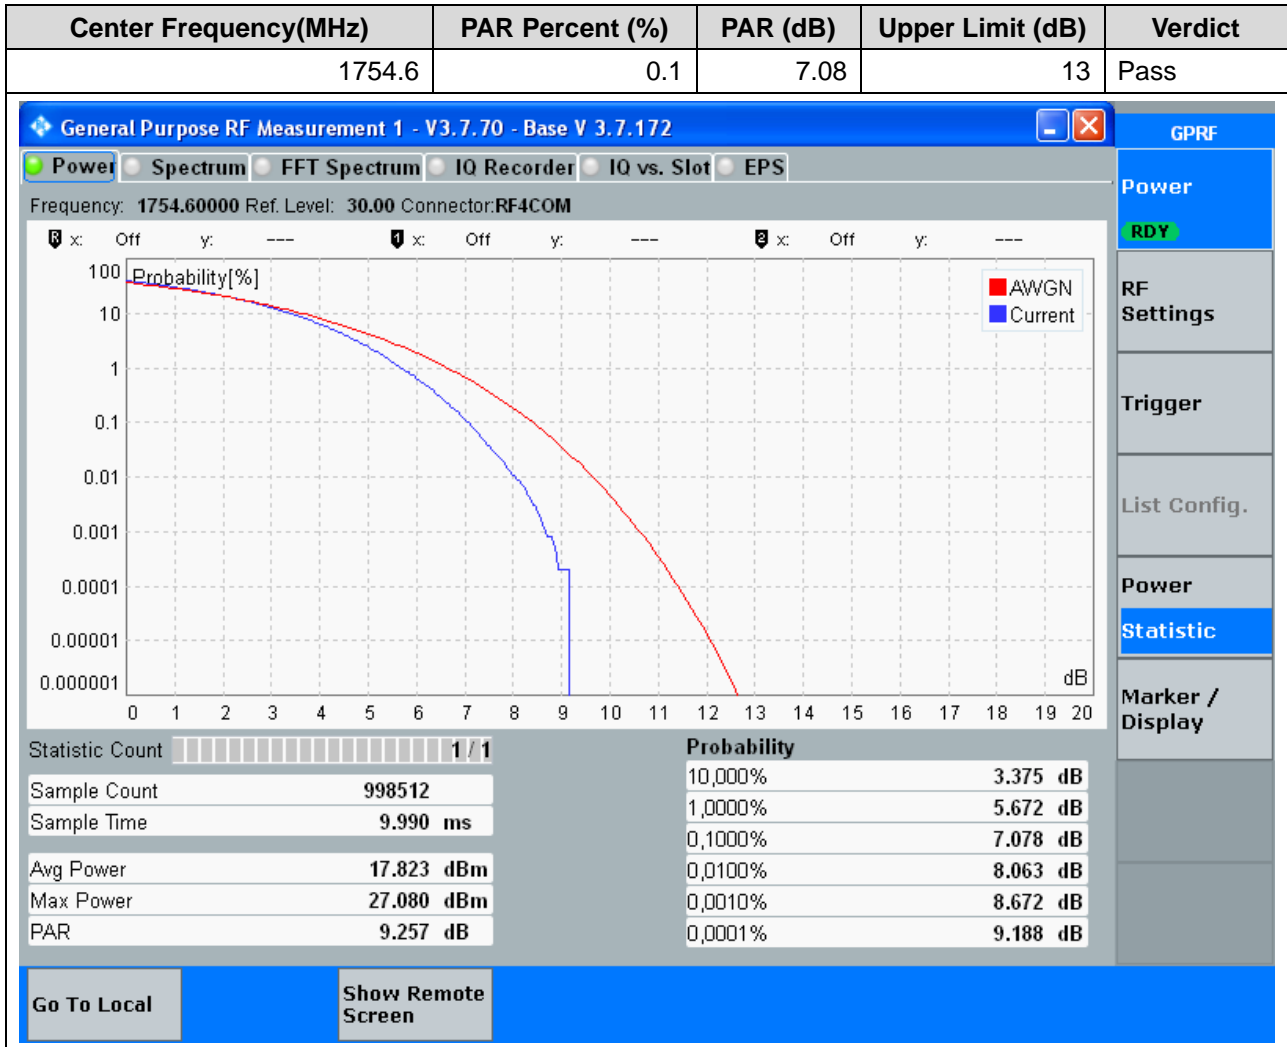 Center Frequency(MHz) PAR Percent (%) PAR (dB) Upper Limit (dB) Verdict
1754.6 0.1 7.08 13 Pass
General Purpose RF Measurement 1 - V3.7.70 - Base V 3.7.172
GPRF
Power Spectrum FFT Spectrum IQ Recorder IQ vs. Slot EPS
Frequency: 1754.60000 Ref. Level: 30.00 Connector:RF4COM
R x: Off y: --- 1 x: Off y: --- 2 x: Off y: ---
Probability[%]
AWGN
Current
100
10
1
0.1
0.01
0.001
0.0001
0.00001
0.000001
dB
0 1 2 3 4 5 6 7 8 9 10 11 12 13 14 15 16 17 18 19 20
Statistic Count 1 / 1
Sample Count 998512
Sample Time 9.990 ms
Avg Power 17.823 dBm
Max Power 27.080 dBm
PAR 9.257 dB
Probability
10,000% 3.375 dB
1,0000% 5.672 dB
0,1000% 7.078 dB
0,0100% 8.063 dB
0,0010% 8.672 dB
0,0001% 9.188 dB
Power
RDY
RF
Settings
Trigger
List Config.
Power
Statistic
Marker /
Display
Go To Local
Show Remote
Screen